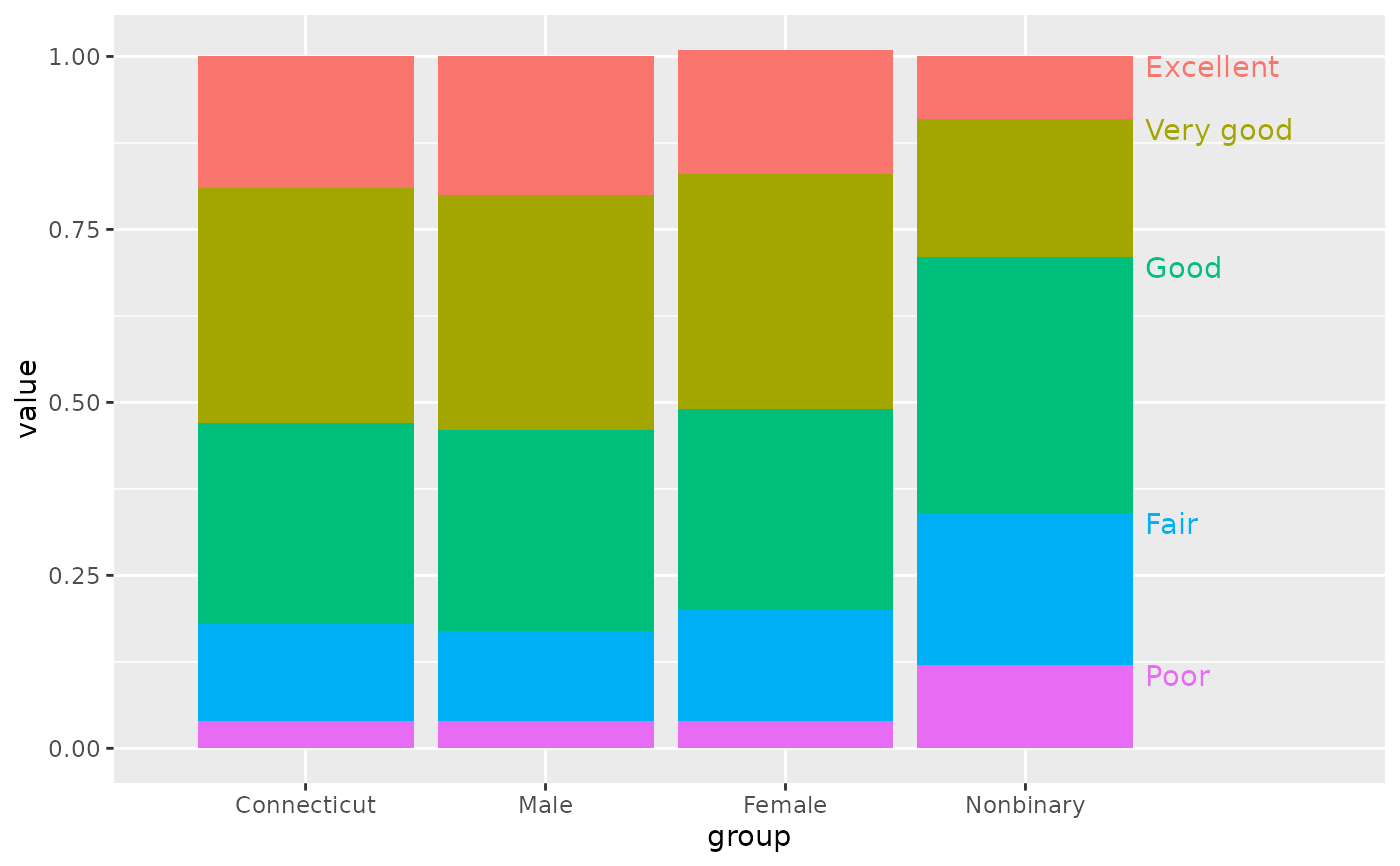 1.00
0.75
0.50
0.25
0.00
value
Excellent
Very good
Good
Fair
Poor
Connecticut Male Female Nonbinary
group